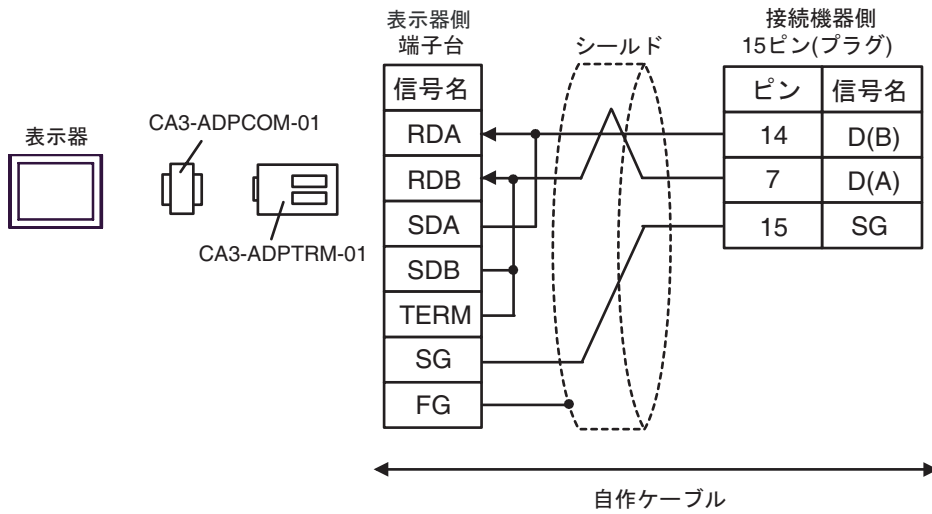 表示器
CA3-ADPCOM-01
CA3-ADPTRM-01
表示器側
端子台
信号名
RDA
RDB
SDA
SDB
TERM
SG
FG
シールド
接続機器側
15ピン(プラグ)
ピン 信号名
14 D(B)
7 D(A)
15 SG
自作ケーブル